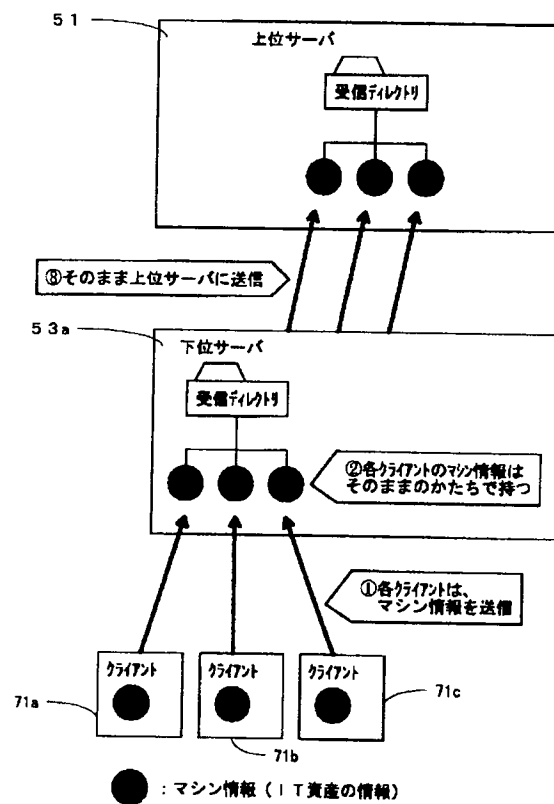 51
上位サーバ
受信ディレクトリ
⑧そのまま上位サーバに送信
53a
下位サーバ
受信ディレクトリ
②各クライアントのマシン情報は
そのままのかたちで持つ
①各クライアントは、
マシン情報を送信
クライアント
クライアント
クライアント
71a
71b
71c
:マシン情報(IT資産の情報)